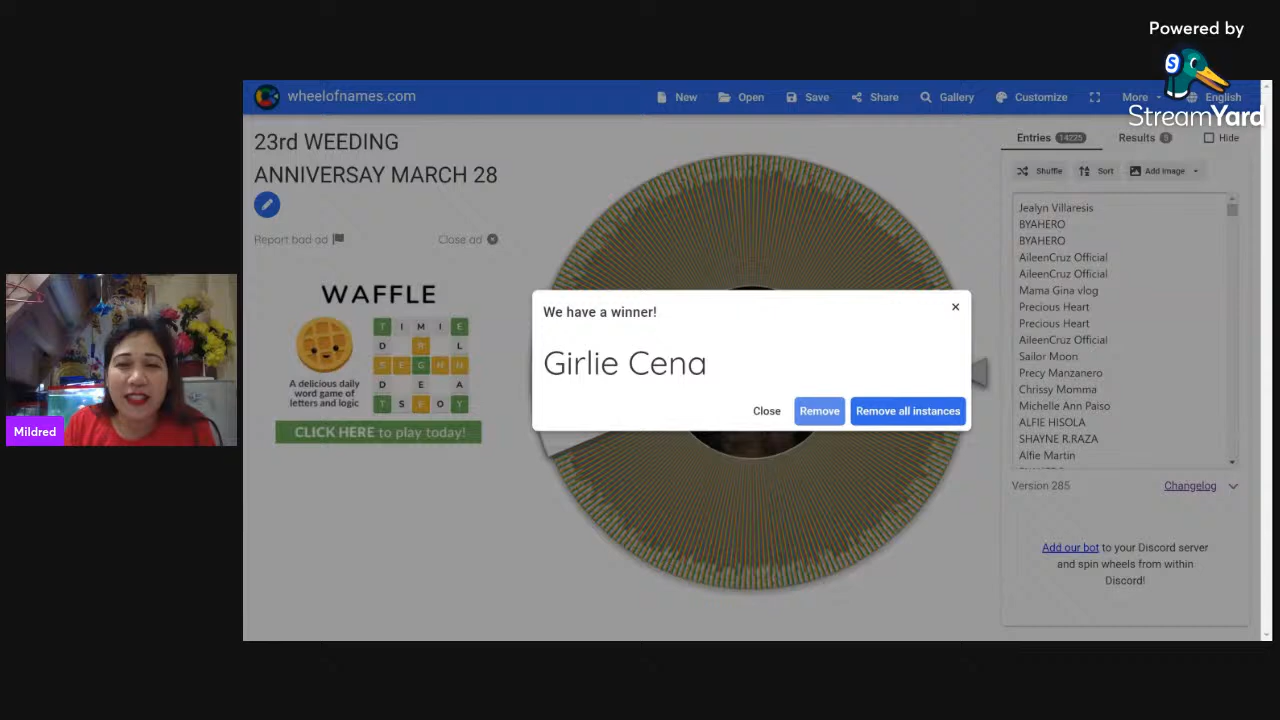 Powered by
StreamYard
wheelofnames.com
New
Open
Save
Share
Gallery
Customize
More
English
23rd WEEDING
ANNIVERSAY MARCH 28
Report bad ad
Close ad
WAFFLE
A delicious daily
word game of
letters and logic
T I M I E
D R L
S E G N N
D E A
T S F O Y
CLICK HERE to play today!
Mildred
We have a winner!
Girlie Cena
Close
Remove
Remove all instances
Entries 14225
Results 0
Hide
Shuffle
Sort
Add image
Jealyn Villaresis
BYAHERO
BYAHERO
AileenCruz Official
AileenCruz Official
Mama Gina vlog
Precious Heart
Precious Heart
AileenCruz Official
Sailor Moon
Precy Manzanero
Chrissy Momma
Michelle Ann Paiso
ALFIE HISOLA
SHAYNE R.RAZA
Alfie Martin
Version 285
Changelog
Add our bot to your Discord server
and spin wheels from within
Discord!